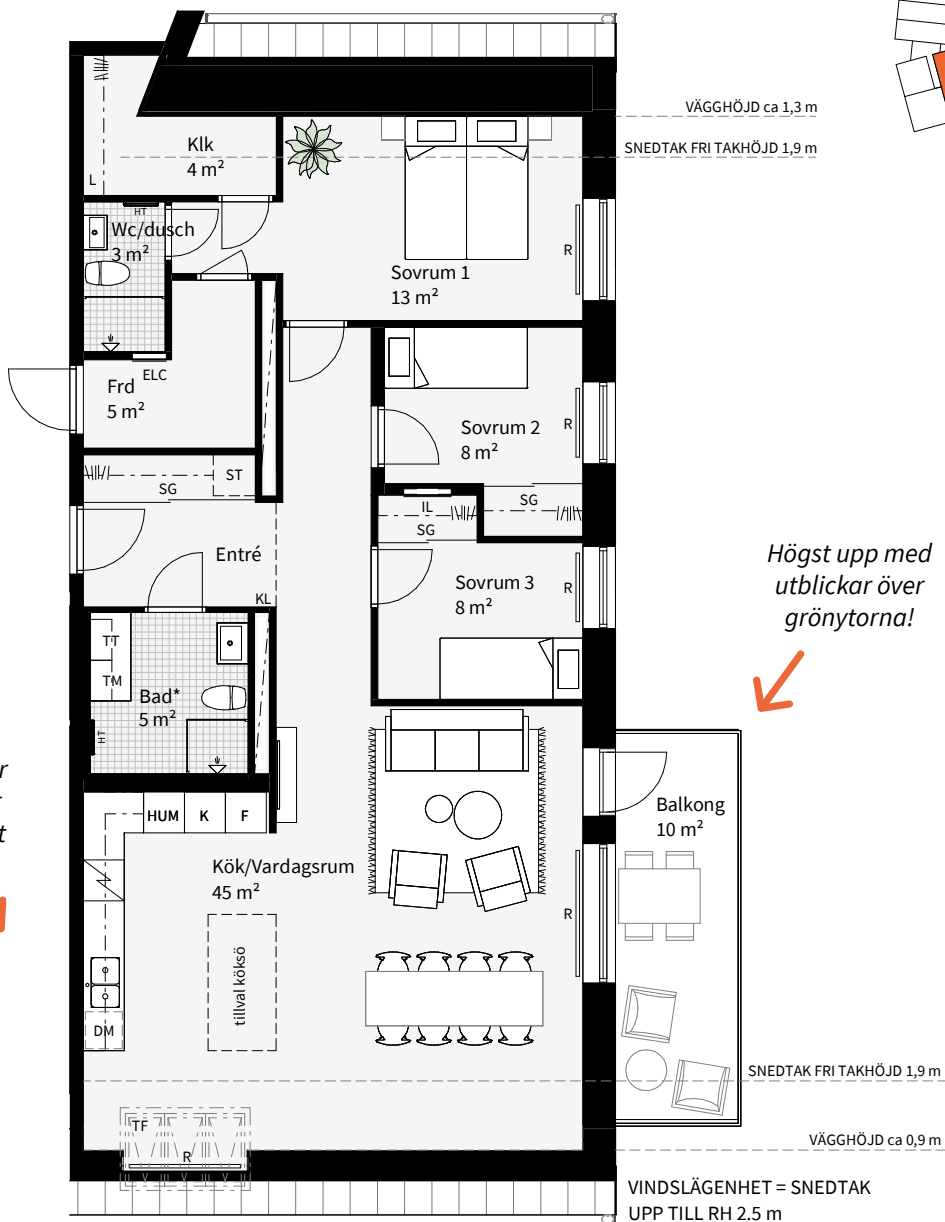 VÄGGHÖJD ca 1,3 m
SNEDTAK FRI TAKHÖJD 1,9 m
Klk
4 m²
L
HT
Wc/dusch
3 m²
Sovrum 1
13 m²
R
ELC
Frd
5 m²
Sovrum 2
8 m²
R
ST
SG
IL
SG
SG
Entré
KL
Sovrum 3
8 m²
R
Högst upp med
utblickar över
grönytorna!
TT
TM
Bad*
5 m²
HT
r
t
HUM
K
F
Balkong
10 m²
Kök/Vardagsrum
45 m²
R
tillval köksö
DM
SNEDTAK FRI TAKHÖJD 1,9 m
TF
R
VÄGGHÖJD ca 0,9 m
VINDSLÄGENHET = SNEDTAK
UPP TILL RH 2.5 m